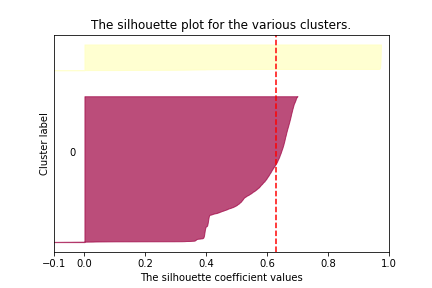 The silhouette plot for the various clusters.
Cluster label
0
−0.1 0.0 0.2 0.4 0.6 0.8 1.0
The silhouette coefficient values